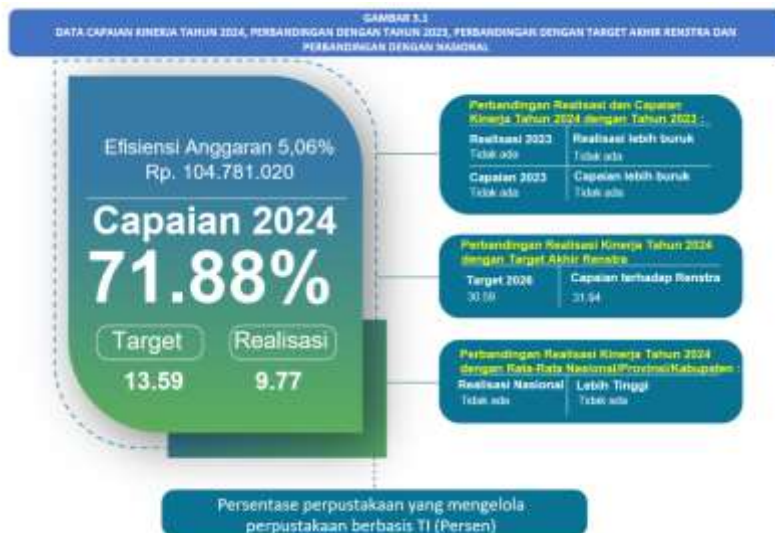 GAMBAR 3.1
DATA CAPAIAN KINERJA TAHUN 2024, PERBANDINGAN DENGAN TAHUN 2023, PERBANDINGAN DENGAN TARGET AKHIR RENSTRA DAN
PERBANDINGAN DENGAN NASIONAL
Efisiensi Anggaran 5,06%
Rp. 104.781.020
Capaian 2024
71.88%
Target
Realisasi
13.59
9.77
Perbandingan Realisasi dan Capaian
Kinerja Tahun 2024 dengan Tahun 2023 :
Realisasi 2023
Realisasi lebih buruk
Tidak ada
Tidak ada
Capaian 2023
Capaian lebih buruk
Tidak ada
Tidak ada
Perbandingan Realisasi Kinerja Tahun 2024
dengan Target Akhir Renstra
Target 2026
Capaian terhadap Renstra
30.59
31.94
Perbandingan Realisasi Kinerja Tahun 2024
dengan Rata-Rata Nasional/Provinsi/Kabupaten :
Realisasi Nasional
Lebih Tinggi
Tidak ada
Tidak ada
Persentase perpustakaan yang mengelola
perpustakaan berbasis TI (Persen)